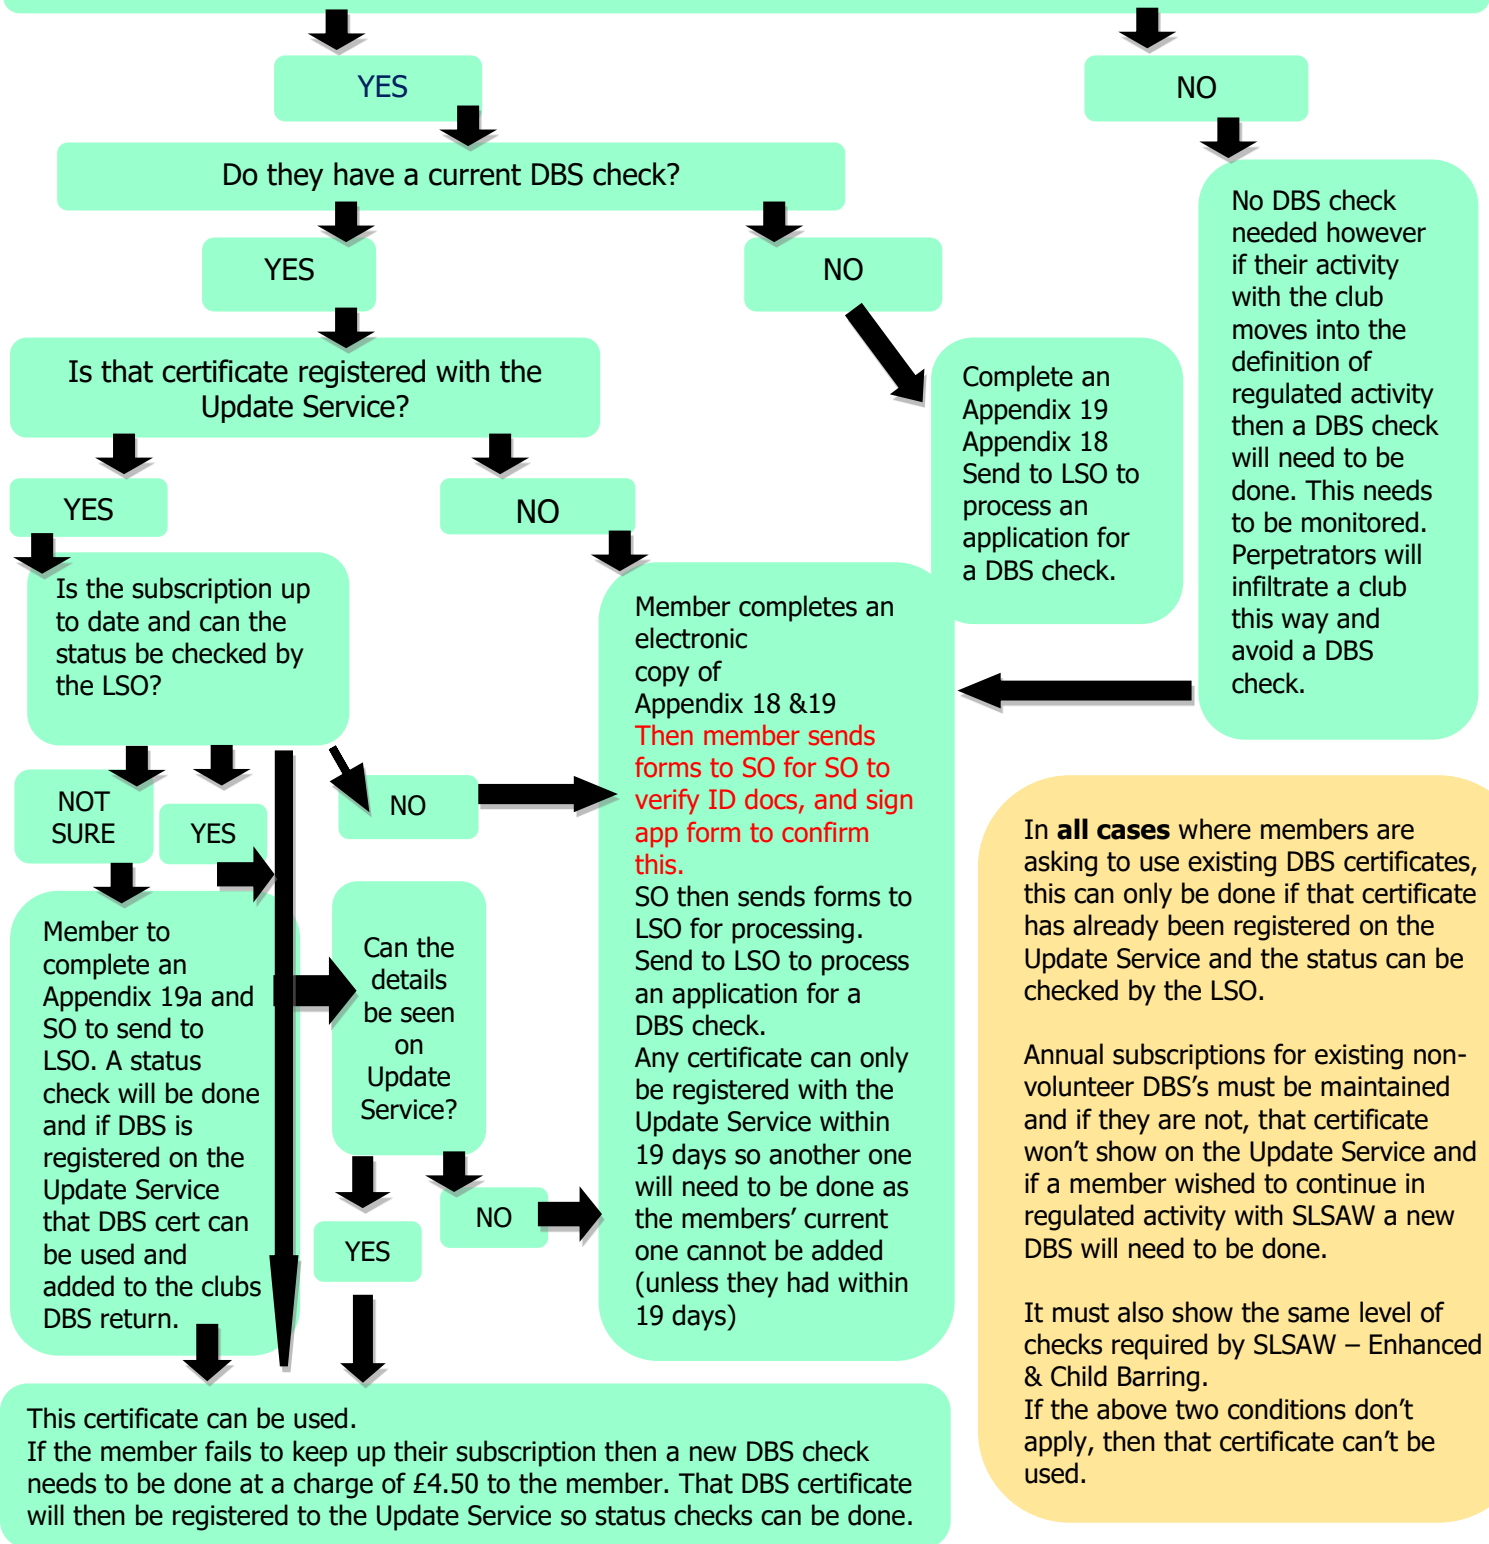 YES
NO
Do they have a current DBS check?
YES
NO
No DBS check
needed however
if their activity
with the club
moves into the
definition of
regulated activity
then a DBS check
will need to be
done. This needs
to be monitored.
Perpetrators will
infiltrate a club
this way and
avoid a DBS
check.
Is that certificate registered with the
Update Service?
YES
NO
Complete an
Appendix 19
Appendix 18
Send to LSO to
process an
application for
a DBS check.
Is the subscription up
to date and can the
status be checked by
the LSO?
NOT
SURE
YES
NO
Member completes an
electronic
copy of
Appendix 18 &19
Then member sends
forms to SO for SO to
verify ID docs, and sign
app form to confirm
this.
SO then sends forms to
LSO for processing.
Send to LSO to process
an application for a
DBS check.
Any certificate can only
be registered with the
Update Service within
19 days so another one
will need to be done as
the members’ current
one cannot be added
(unless they had within
19 days)
Member to
complete an
Appendix 19a and
SO to send to
LSO. A status
check will be done
and if DBS is
registered on the
Update Service
that DBS cert can
be used and
added to the clubs
DBS return.
Can the
details
be seen
on
Update
Service?
YES
NO
In all cases where members are
asking to use existing DBS certificates,
this can only be done if that certificate
has already been registered on the
Update Service and the status can be
checked by the LSO.
Annual subscriptions for existing non-
volunteer DBS’s must be maintained
and if they are not, that certificate
won’t show on the Update Service and
if a member wished to continue in
regulated activity with SLSAW a new
DBS will need to be done.
It must also show the same level of
checks required by SLSAW – Enhanced
& Child Barring.
If the above two conditions don’t
apply, then that certificate can’t be
used.
This certificate can be used.
If the member fails to keep up their subscription then a new DBS check
needs to be done at a charge of £4.50 to the member. That DBS certificate
will then be registered to the Update Service so status checks can be done.